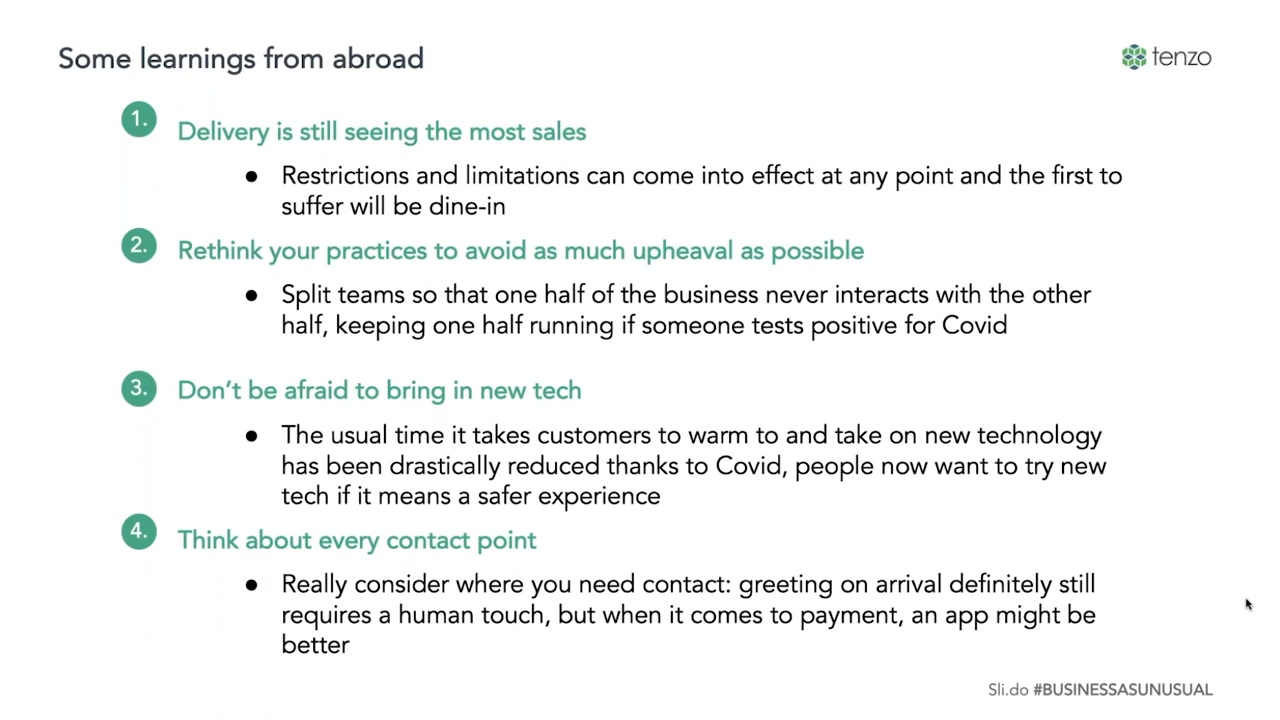 Some learnings from abroad
tenzo
1.
Delivery is still seeing the most sales
● Restrictions and limitations can come into effect at any point and the first to
suffer will be dine-in
2.
Rethink your practices to avoid as much upheaval as possible
● Split teams so that one half of the business never interacts with the other
half, keeping one half running if someone tests positive for Covid
3.
Don’t be afraid to bring in new tech
● The usual time it takes customers to warm to and take on new technology
has been drastically reduced thanks to Covid, people now want to try new
tech if it means a safer experience
4.
Think about every contact point
● Really consider where you need contact: greeting on arrival definitely still
requires a human touch, but when it comes to payment, an app might be
better
Sli.do #BUSINESSASUNUSUAL